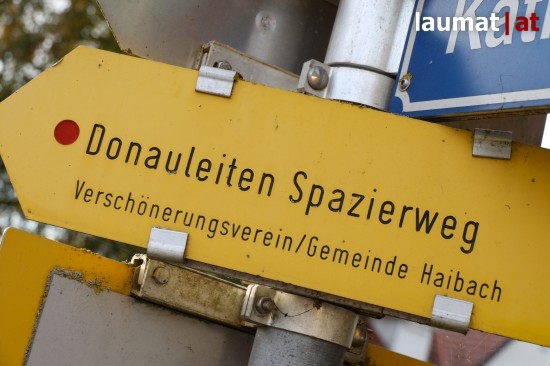 laumat|at
Donauleiten Spazierweg
Verschönerungsverein/Gemeinde Haibach